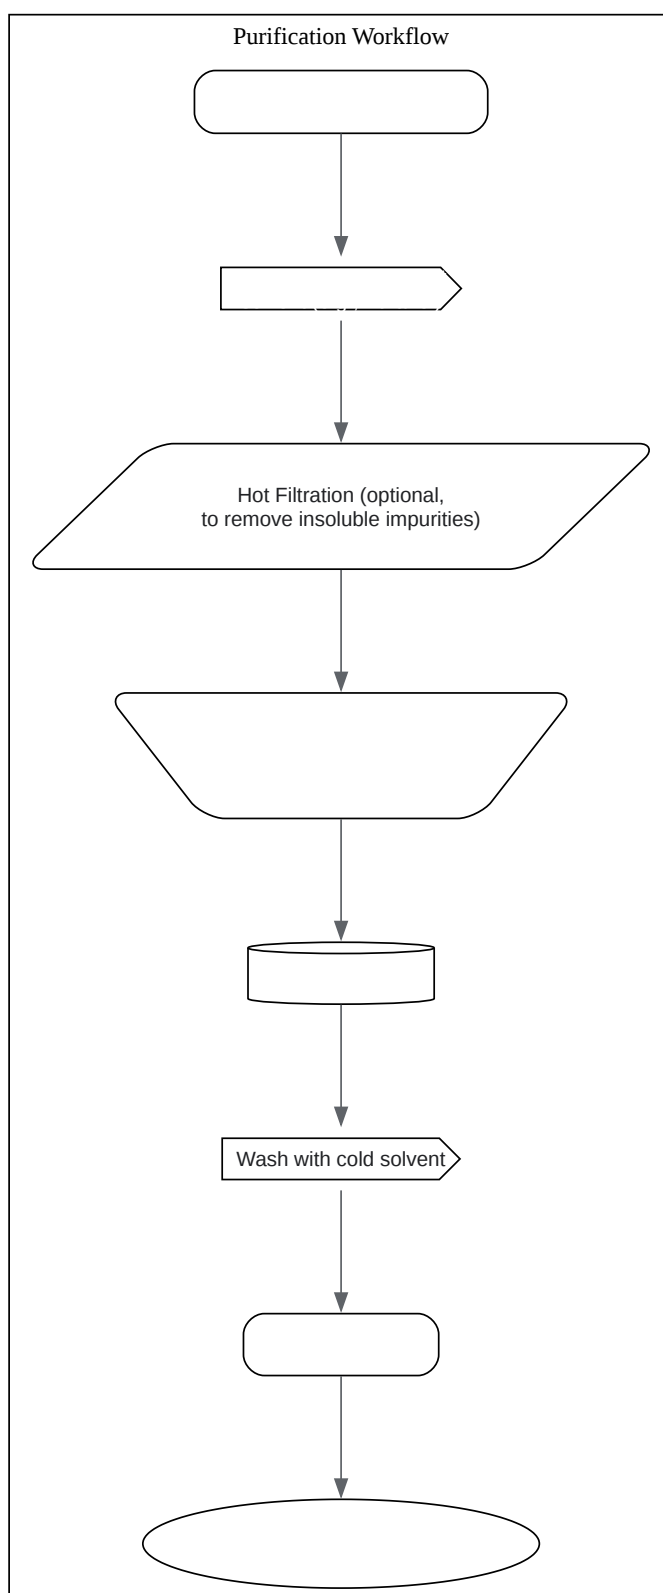 Purification Workflow
Hot Filtration (optional,
to remove insoluble impurities)
Wash with cold solvent